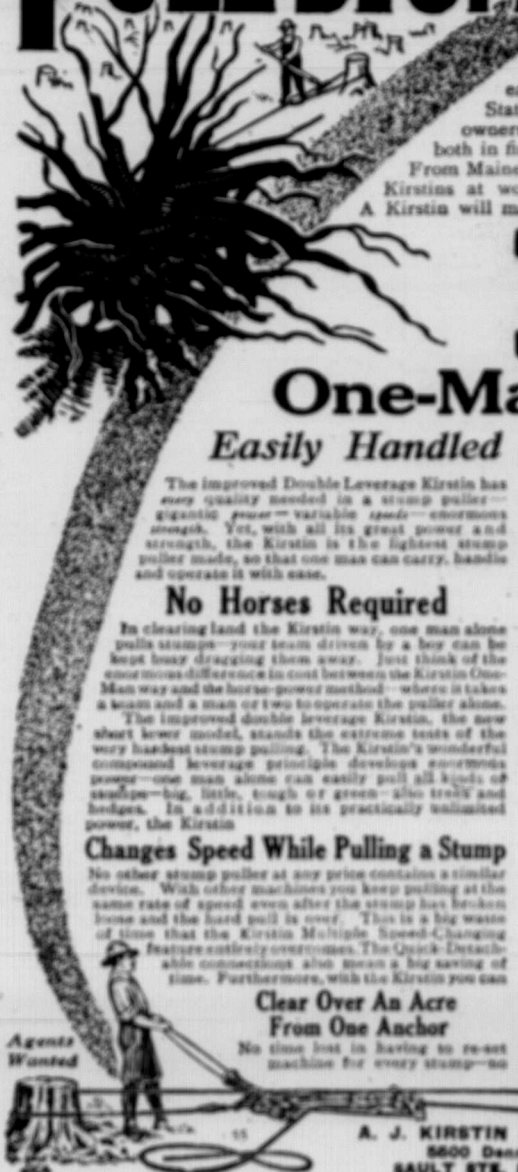 Stat
owner
both in
From Maine
Kirstins at wo
A Kirstin will m
One-Ma
Easily Handled
The improved Double Leverage Kirstin has
every quality needed in a stump puller—
gigantic power—variable speeds—enormous
strength. Yet, with all its great power and
strength, the Kirstin is the lightest stump
puller made, so that one man can carry, handle
and operate it with ease.
No Horses Required
In clearing land the Kirstin way, one man alone
pulls stumps—your team driven by a boy can be
kept busy dragging them away. Just think of the
enormous difference in cost between the Kirstin One-
Man way and the horse-power method—where it takes
a team and a man or two to operate the puller alone.
The improved double leverage Kirstin, the new
short lever model, stands the extreme tests of the
very hardest stump pulling. The Kirstin's wonderful
compound leverage principle develops enormous
power—one man alone can easily pull all kinds of
stumps—big, little, tough or green—also trees and
hedges. In addition to its practically unlimited
power, the Kirstin
Changes Speed While Pulling a Stump
No other stump puller at any price contains a similar
device. With other machines you keep pulling at the
same rate of speed even after the stump has broken
loose and the hard pull is over. This is a big waste
of time that the Kirstin Multiple Speed-Changing
feature entirely overcomes. The Quick-Detach-
able connections also mean a big saving of
time. Furthermore, with the Kirstin you can
Clear Over An Acre
From One Anchor
No time lost in having to re-set
machine for every stump—no
Agents
Wanted
A. J. KIRSTIN
5600 Den